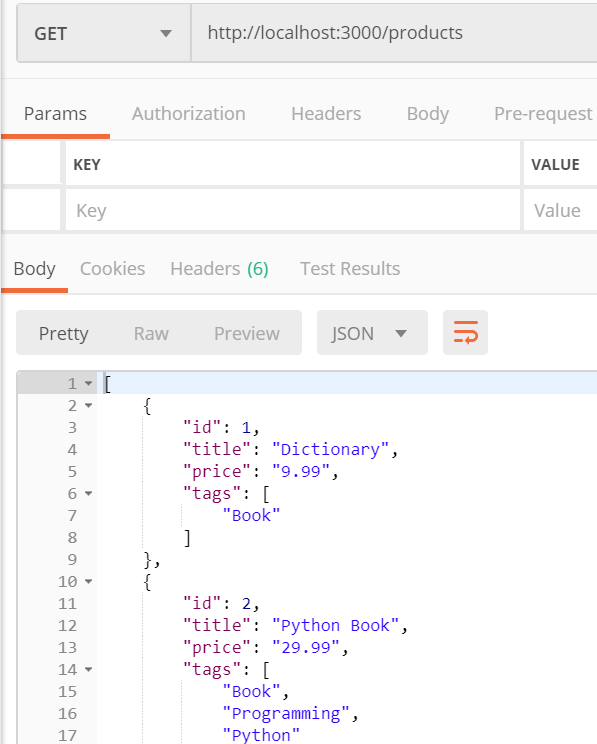 GET http://localhost:3000/products
Params Authorization Headers Body Pre-request
KEY VALUE
Key Value
Body Cookies Headers (6) Test Results
Pretty Raw Preview JSON
1 [
2 {
3 "id": 1,
4 "title": "Dictionary",
5 "price": "9.99",
6 "tags": [
7 "Book"
8 ]
9 },
10 {
11 "id": 2,
12 "title": "Python Book",
13 "price": "29.99",
14 "tags": [
15 "Book",
16 "Programming",
17 "Python"